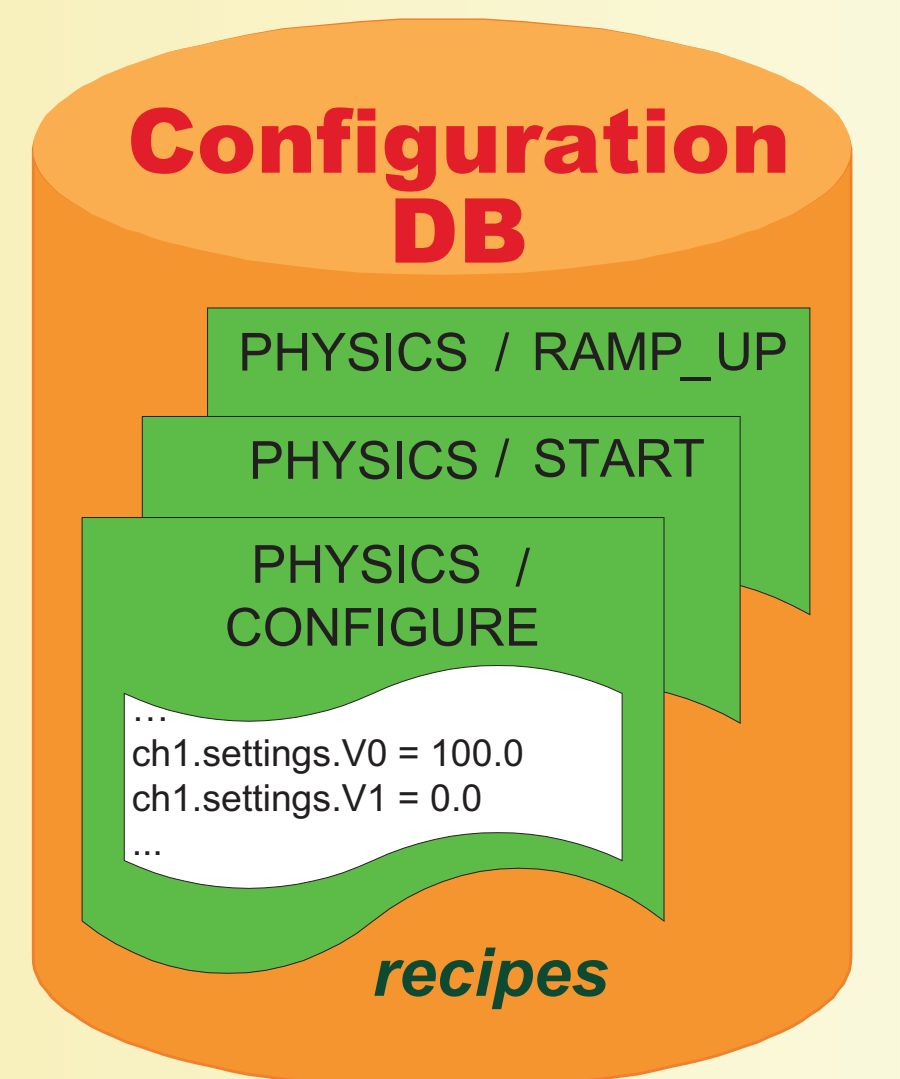 Configuration
DB
PHYSICS / RAMP_UP
PHYSICS / START
PHYSICS /
CONFIGURE
...
ch1.settings.V0 = 100.0
ch1.settings.V1 = 0.0
...
recipes